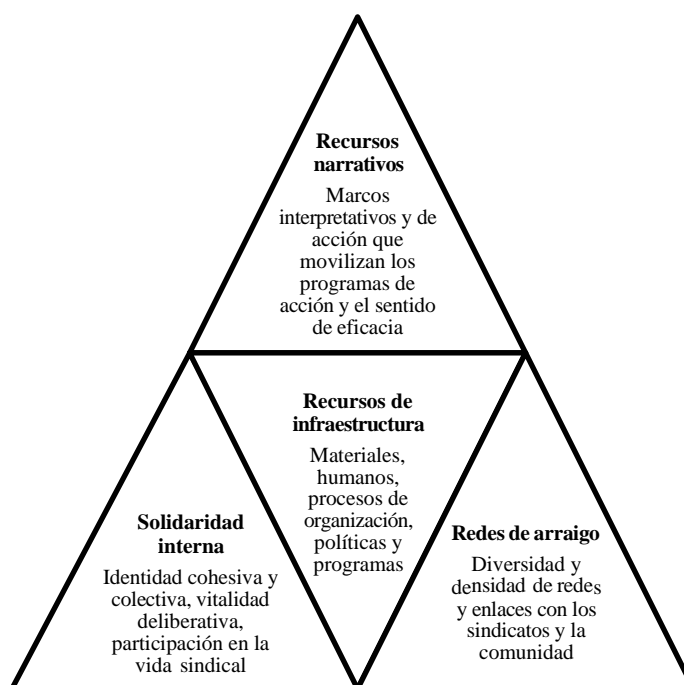 Recursos
narrativos
Marcos
interpretativos y de
acción que
movilizan los
programas de
acción y el sentido
de eficacia
Recursos de
infraestructura
Materiales,
humanos,
procesos de
organización,
políticas y
programas
Solidaridad
interna
Identidad cohesiva y
colectiva, vitalidad
deliberativa,
participación en la
vida sindical
Redes de arraigo
Diversidad y
densidad de redes
y enlaces con los
sindicatos y la
comunidad